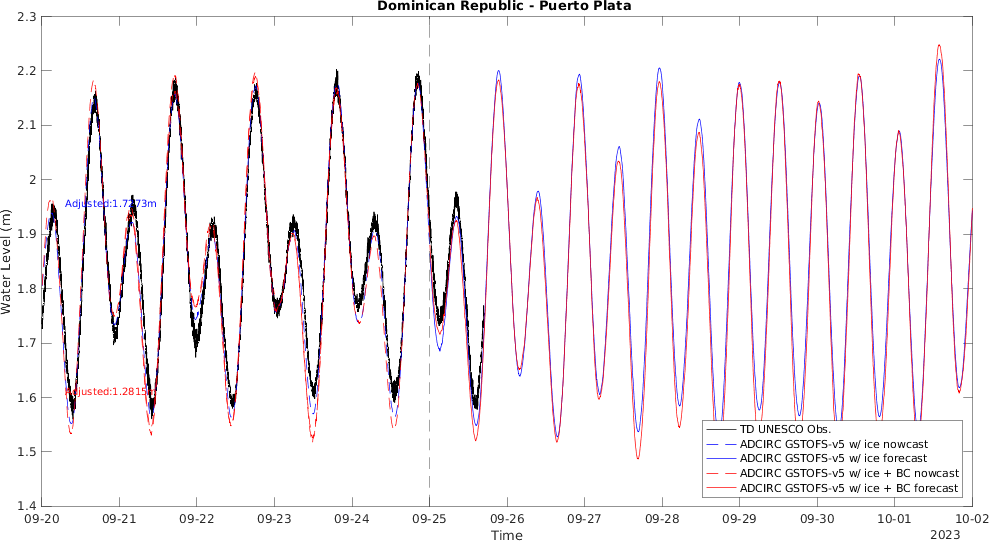 Dominican Republic - Puerto Plata
2.3
2.2
2.1
2
1.9
1.8
1.7
1.6
1.5
1.4
Water Level (m)
Adjusted:1.7273m
Adjusted:1.2815m
TD UNESCO Obs.
ADCIRC GSTOFS-v5 w/ ice nowcast
ADCIRC GSTOFS-v5 w/ ice forecast
ADCIRC GSTOFS-v5 w/ ice + BC nowcast
ADCIRC GSTOFS-v5 w/ ice + BC forecast
09-20 09-21 09-22 09-23 09-24 09-25 09-26 09-27 09-28 09-29 09-30 10-01 10-02
Time
2023